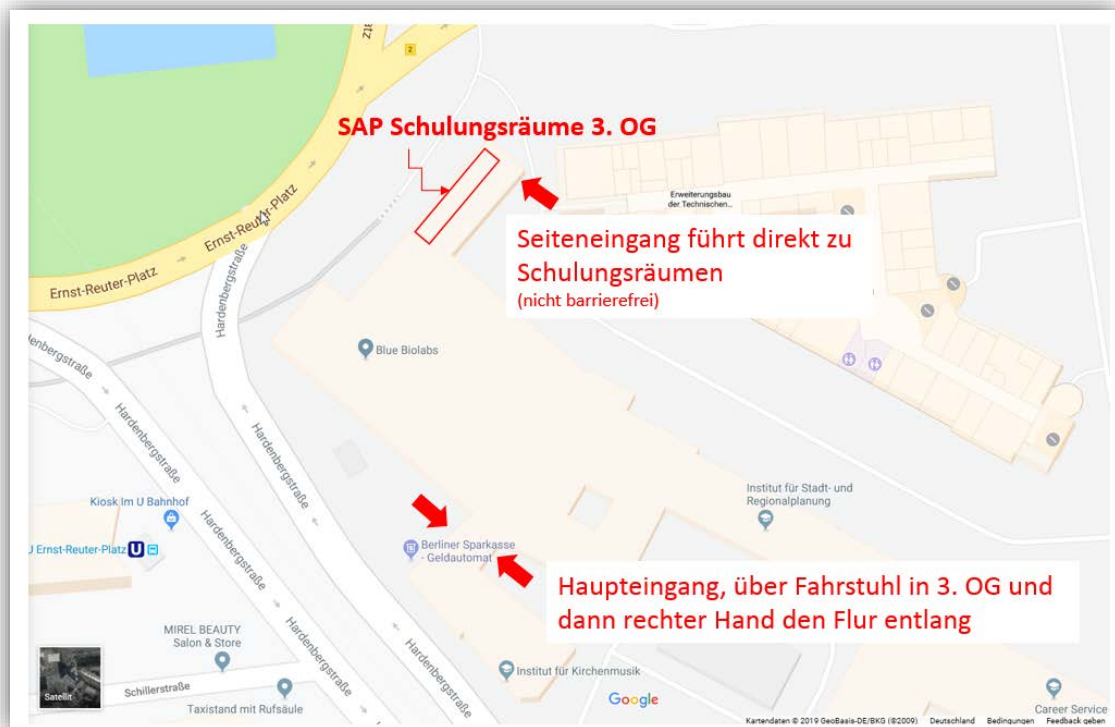 atz
2
SAP Schulungsräume 3. OG
Erweiterungsbau
der Technischen...
Ernst-Reuter-Platz
Ernst-Reuter-Platz
Seiteneingang führt direkt zu
Schulungsräumen
(nicht barrierefrei)
Hardenbergstraße
denbergstraße
Blue Biolabs
Hardenbergstraße
Hardenbergstraße
Institut für Stadt- und
Regionalplanung
Kiosk Im U Bahnhof
Hardenbergstraße
U Ernst-Reuter-Platz U
Berliner Sparkasse
- Geldautomat
Haupteingang, über Fahrstuhl in 3. OG und
dann rechter Hand den Flur entlang
Hardenbergstraße
Hardenbergstraße
MIREL BEAUTY
Salon & Store
Institut für Kirchenmusik
Satellit
Schillerstraße
Taxistand mit Rufsäule
Google
Career Service
Kartendaten © 2019 GeoBasis-DE/BKG (©2009) Deutschland Bedingungen Feedback geben